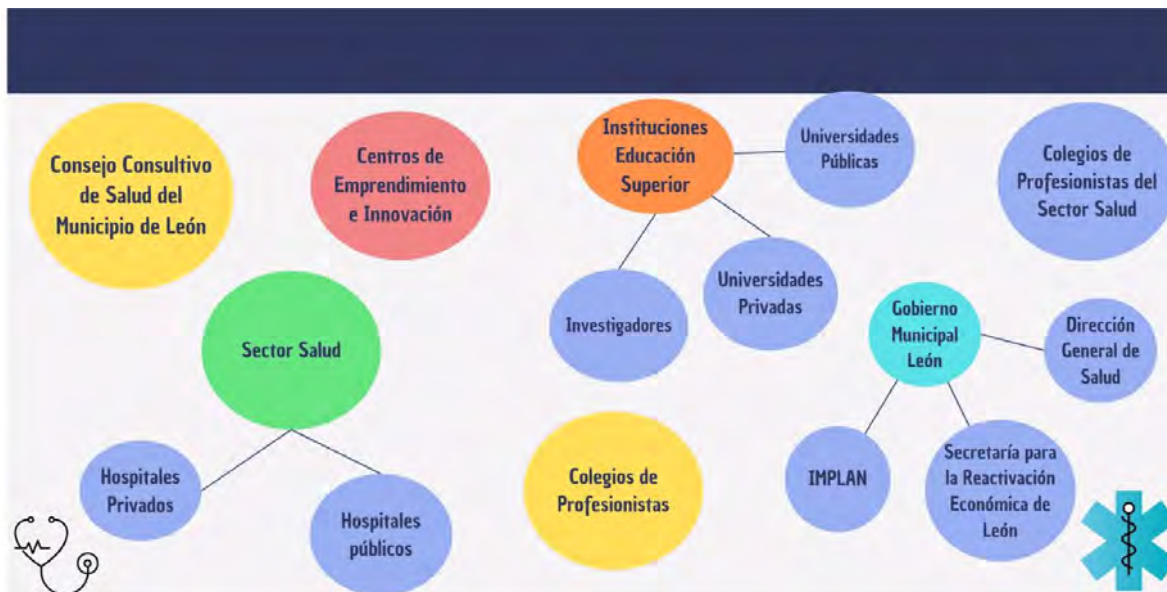 Consejo Consultivo
de Salud del
Municipio de León
Centros de
Emprendimiento
e Innovación
Instituciones
Educación
Superior
Universidades
Públicas
Colegios de
Profesionistas del
Sector Salud
Investigadores
Universidades
Privadas
Gobierno
Municipal
León
Dirección
General de
Salud
Sector Salud
Hospitales
Privados
Hospitales
públicos
Colegios de
Profesionistas
IMPLAN
Secretaría para
la Reactivación
Económica de
León